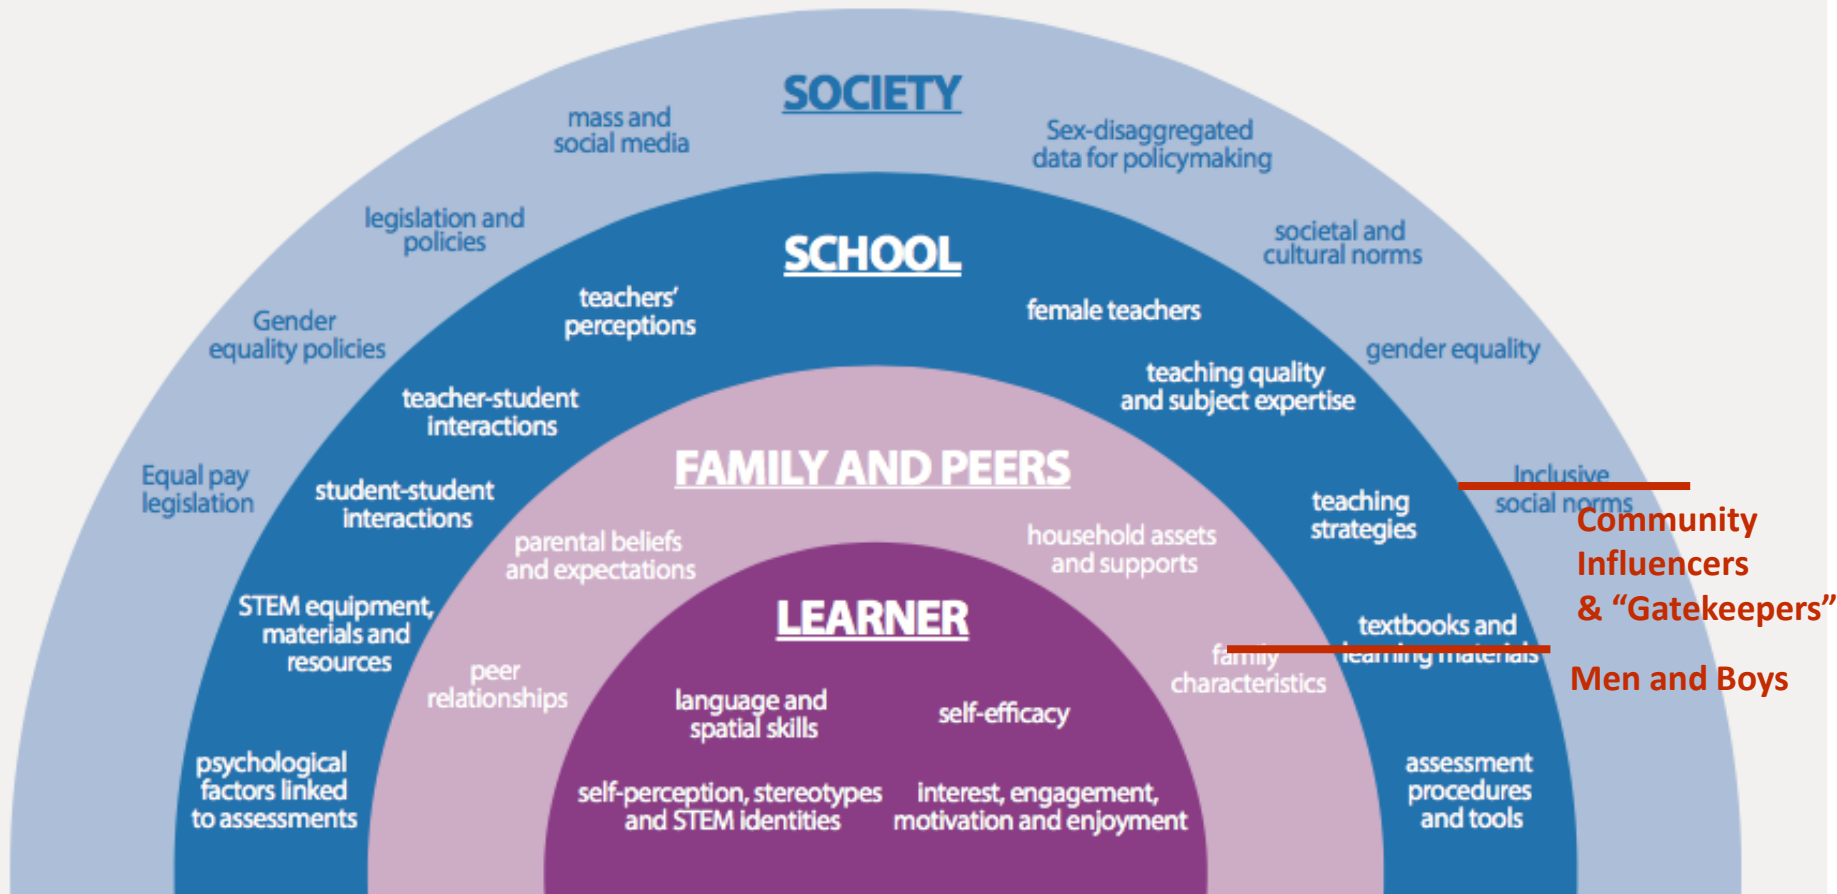 SOCIETY
mass and
social media
Sex-disaggregated
data for policymaking
legislation and
policies
societal and
cultural norms
Gender
equality policies
gender equality
Equal pay
legislation
Inclusive
social norms
SCHOOL
teachers’
perceptions
female teachers
teacher-student
interactions
teaching quality
and subject expertise
student-student
interactions
teaching
strategies
STEM equipment,
materials and
resources
textbooks and
learning materials
psychological
factors linked
to assessments
assessment
procedures
and tools
FAMILY AND PEERS
parental beliefs
and expectations
household assets
and supports
peer
relationships
family
characteristics
LEARNER
language and
spatial skills
self-efficacy
self-perception, stereotypes
and STEM identities
interest, engagement,
motivation and enjoyment
Community
Influencers
& “Gatekeepers”
Men and Boys